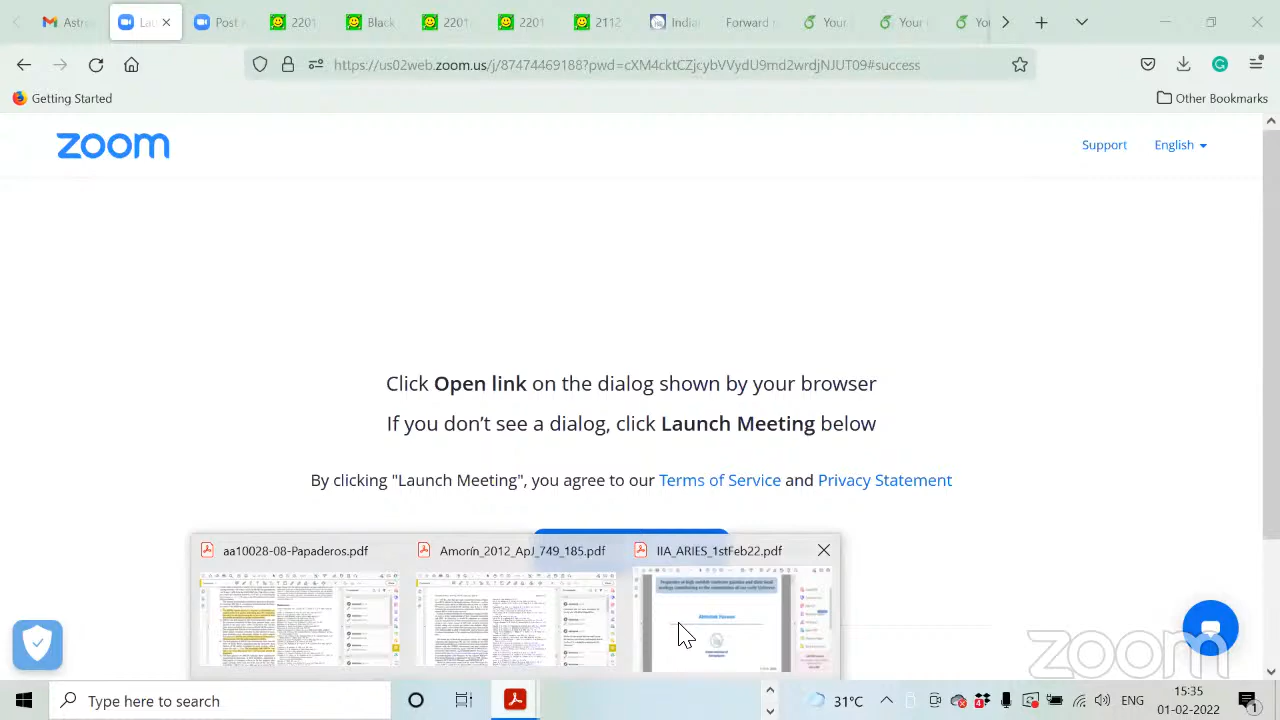 Astr
Lau
Post
2201
Black
2201
2201
2112
India
Forward
You
Your
You
https://us02web.zoom.us/j/87474469188?pwd=cXM4cktCZjcybVVydU9md2wrdjNJUT09#success
Getting Started
Other Bookmarks
zoom
Support
English
Click Open link on the dialog shown by your browser
If you don’t see a dialog, click Launch Meeting below
By clicking "Launch Meeting", you agree to our Terms of Service and Privacy Statement
aa10028-08-Papaderos.pdf
Amorín_2012_ApJ_749_185.pdf
IIA_ARIES_1stFeb22.pdf
zoom
Type here to search
31°C
ENG
15:35
01-02-2022